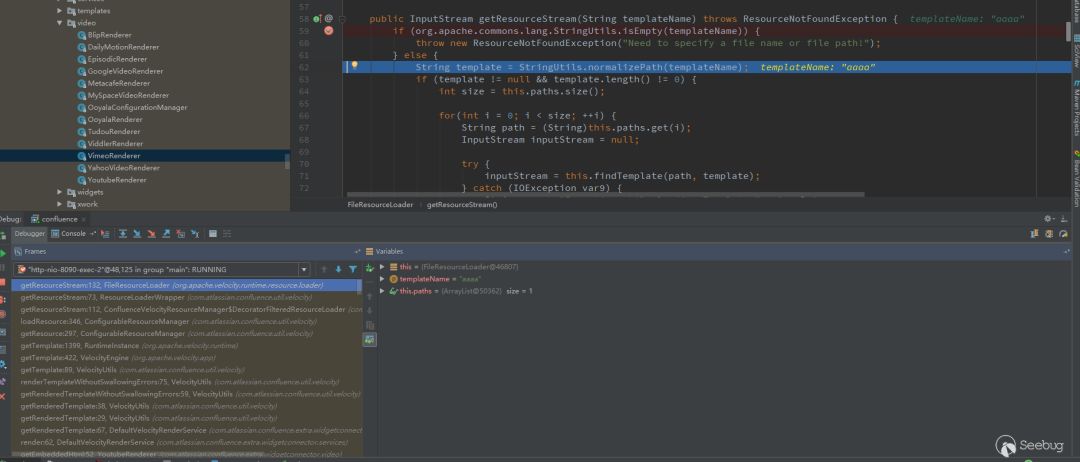 templates
video
BlipRenderer
DailyMotionRenderer
EpisodicRenderer
GoogleVideoRenderer
MetacafeRenderer
MySpaceVideoRenderer
OoyalaConfigurationManager
OoyalaRenderer
TudouRenderer
ViddlerRenderer
VimeoRenderer
YahooVideoRenderer
YoutubeRenderer
widgets
xwork
57
58 public InputStream getResourceStream(String templateName) throws ResourceNotFoundException { templateName: "aaaa"
59 if (org.apache.commons.lang.StringUtils.isEmpty(templateName)) {
60 throw new ResourceNotFoundException("Need to specify a file name or file path!");
61 } else {
62 String template = StringUtils.normalizePath(templateName); templateName: "aaaa"
63 if (template != null && template.length() != 0) {
64 int size = this.paths.size();
65
66 for(int i = 0; i < size; ++i) {
67 String path = (String)this.paths.get(i);
68 InputStream inputStream = null;
69
70 try {
71 inputStream = this.findTemplate(path, template);
72 } catch (IOException var9) {
FileResourceLoader › getResourceStream()
Database
SciView
Maven Projects
Bean Validation
Debug: confluence ×
Debugger Console
Frames
Variables
"http-nio-8090-exec-2"@48,125 in group "main": RUNNING
getResourceStream:132, FileResourceLoader (org.apache.velocity.runtime.resource.loader)
getResourceStream:73, ResourceLoaderWrapper (com.atlassian.confluence.util.velocity)
getResourceStream:112, ConfluenceVelocityResourceManager$DecoratorFilteredResourceLoader (com
loadResource:346, ConfigurableResourceManager (com.atlassian.confluence.util.velocity)
getResource:297, ConfigurableResourceManager (com.atlassian.confluence.util.velocity)
getTemplate:1399, RuntimeInstance (org.apache.velocity.runtime)
getTemplate:422, VelocityEngine (org.apache.velocity.app)
getTemplate:89, VelocityUtils (com.atlassian.confluence.util.velocity)
renderTemplateWithoutSwallowingErrors:75, VelocityUtils (com.atlassian.confluence.util.velocity)
getRenderedTemplateWithoutSwallowingErrors:59, VelocityUtils (com.atlassian.confluence.util.velocity)
getRenderedTemplate:38, VelocityUtils (com.atlassian.confluence.util.velocity)
getRenderedTemplate:29, VelocityUtils (com.atlassian.confluence.util.velocity)
getRenderedTemplate:67, DefaultVelocityRenderService (com.atlassian.confluence.extra.widgetconnect
render:62, DefaultVelocityRenderService (com.atlassian.confluence.extra.widgetconnector.services)
getEmbeddedHtml:52, YoutubeRenderer (com.atlassian.confluence.extra.widgetconnector.video)
this = {FileResourceLoader@46807}
templateName = "aaaa"
this.paths = {ArrayList@50362} size = 1
Seebug